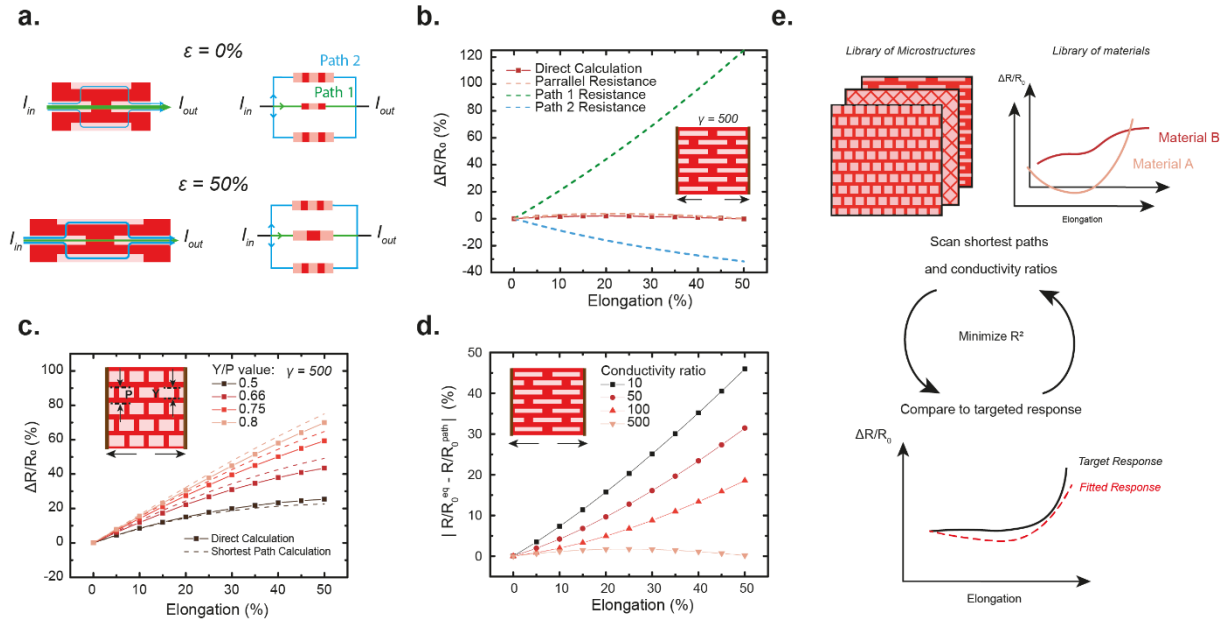 a.
ε = 0%
Path 2
Path 1
I_in
I_out
I_in
I_out
ε = 50%
I_in
I_out
I_in
I_out
b.
Direct Calculation
Parrallel Resistance
Path 1 Resistance
Path 2 Resistance
γ = 500
ΔR/R₀ (%)
120
100
80
60
40
20
0
-20
-40
0
10
20
30
40
50
Elongation (%)
c.
Y/P value:
γ = 500
0.5
0.66
0.75
0.8
P
Y
Direct Calculation
Shortest Path Calculation
ΔR/R₀ (%)
100
80
60
40
20
0
-20
0
10
20
30
40
50
Elongation (%)
d.
Conductivity ratio
10
50
100
500
| R/R₀^eq - R/R₀^path | (%)
50
40
30
20
10
0
0
10
20
30
40
50
Elongation (%)
e.
Library of Microstructures
Library of materials
ΔR/R₀
Material B
Material A
Elongation
Scan shortest paths
and conductivity ratios
Minimize R²
Compare to targeted response
ΔR/R₀
Target Response
Fitted Response
Elongation